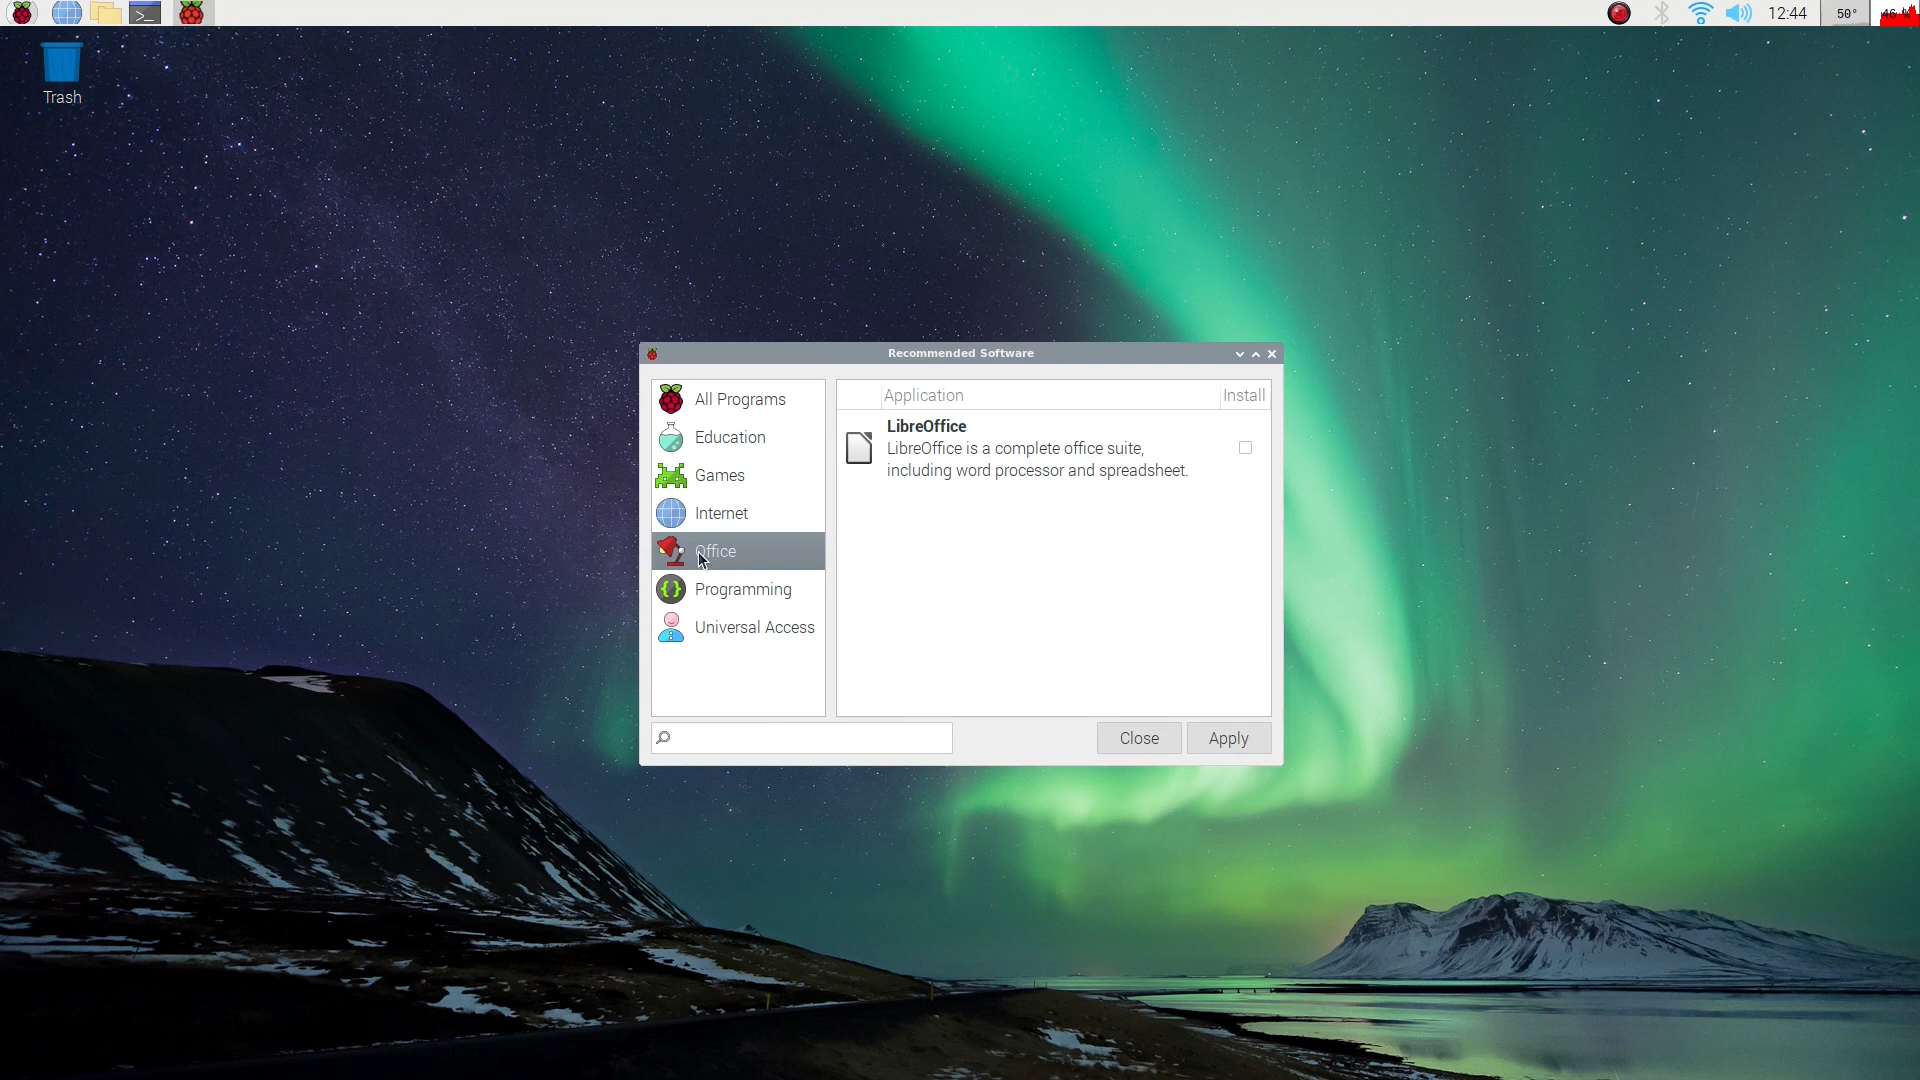 12:44
50°
46 %
Trash
Recommended Software
All Programs
Education
Games
Internet
Office
Programming
Universal Access
Application
Install
LibreOffice
LibreOffice is a complete office suite,
including word processor and spreadsheet.
Close
Apply